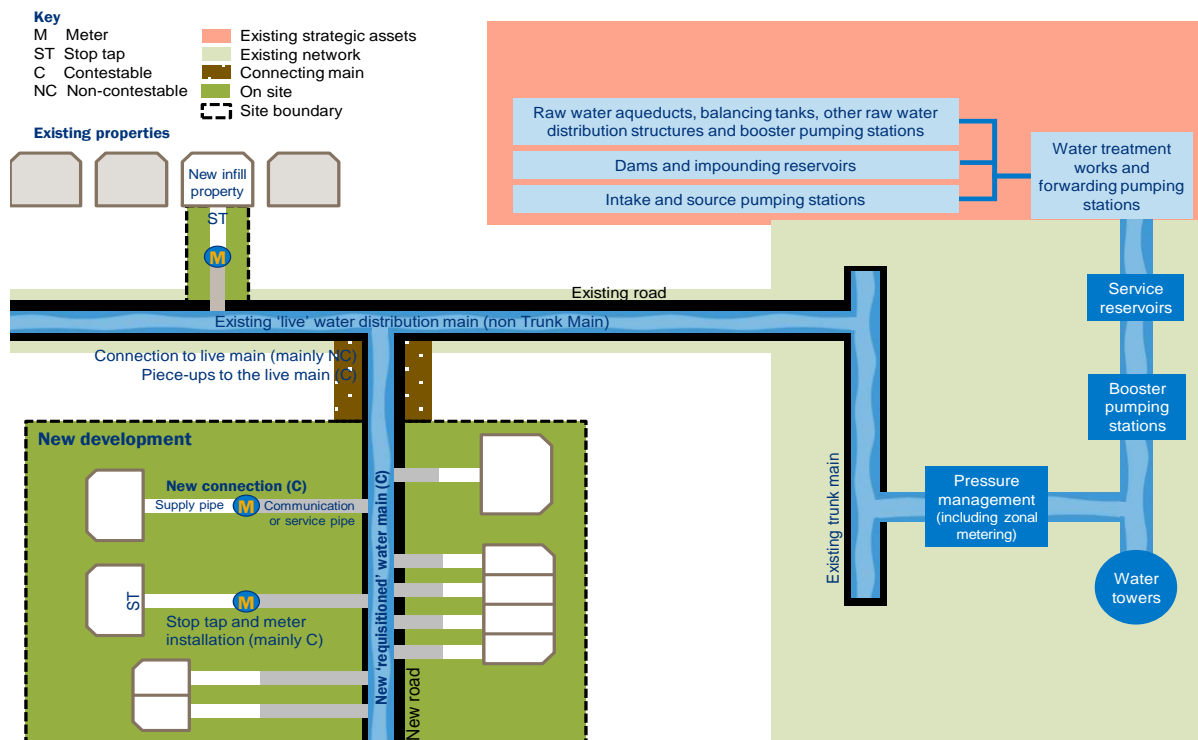 Key
M Meter
ST Stop tap
C Contestable
NC Non-contestable
Existing strategic assets
Existing network
Connecting main
On site
Site boundary
Existing properties
New infill
property
ST
M
Raw water aqueducts, balancing tanks, other raw water
distribution structures and booster pumping stations
Dams and impounding reservoirs
Intake and source pumping stations
Water treatment
works and
forwarding pumping
stations
Service
reservoirs
Booster
pumping
stations
Pressure
management
(including zonal
metering)
Water
towers
Existing trunk main
Existing road
Existing ‘live’ water distribution main (non Trunk Main)
Connection to live main (mainly NC)
Piece-ups to the live main (C)
New development
New connection (C)
Supply pipe
M
Communication
or service pipe
ST
M
Stop tap and meter
installation (mainly C)
New ‘requisitioned’ water main (C)
New road